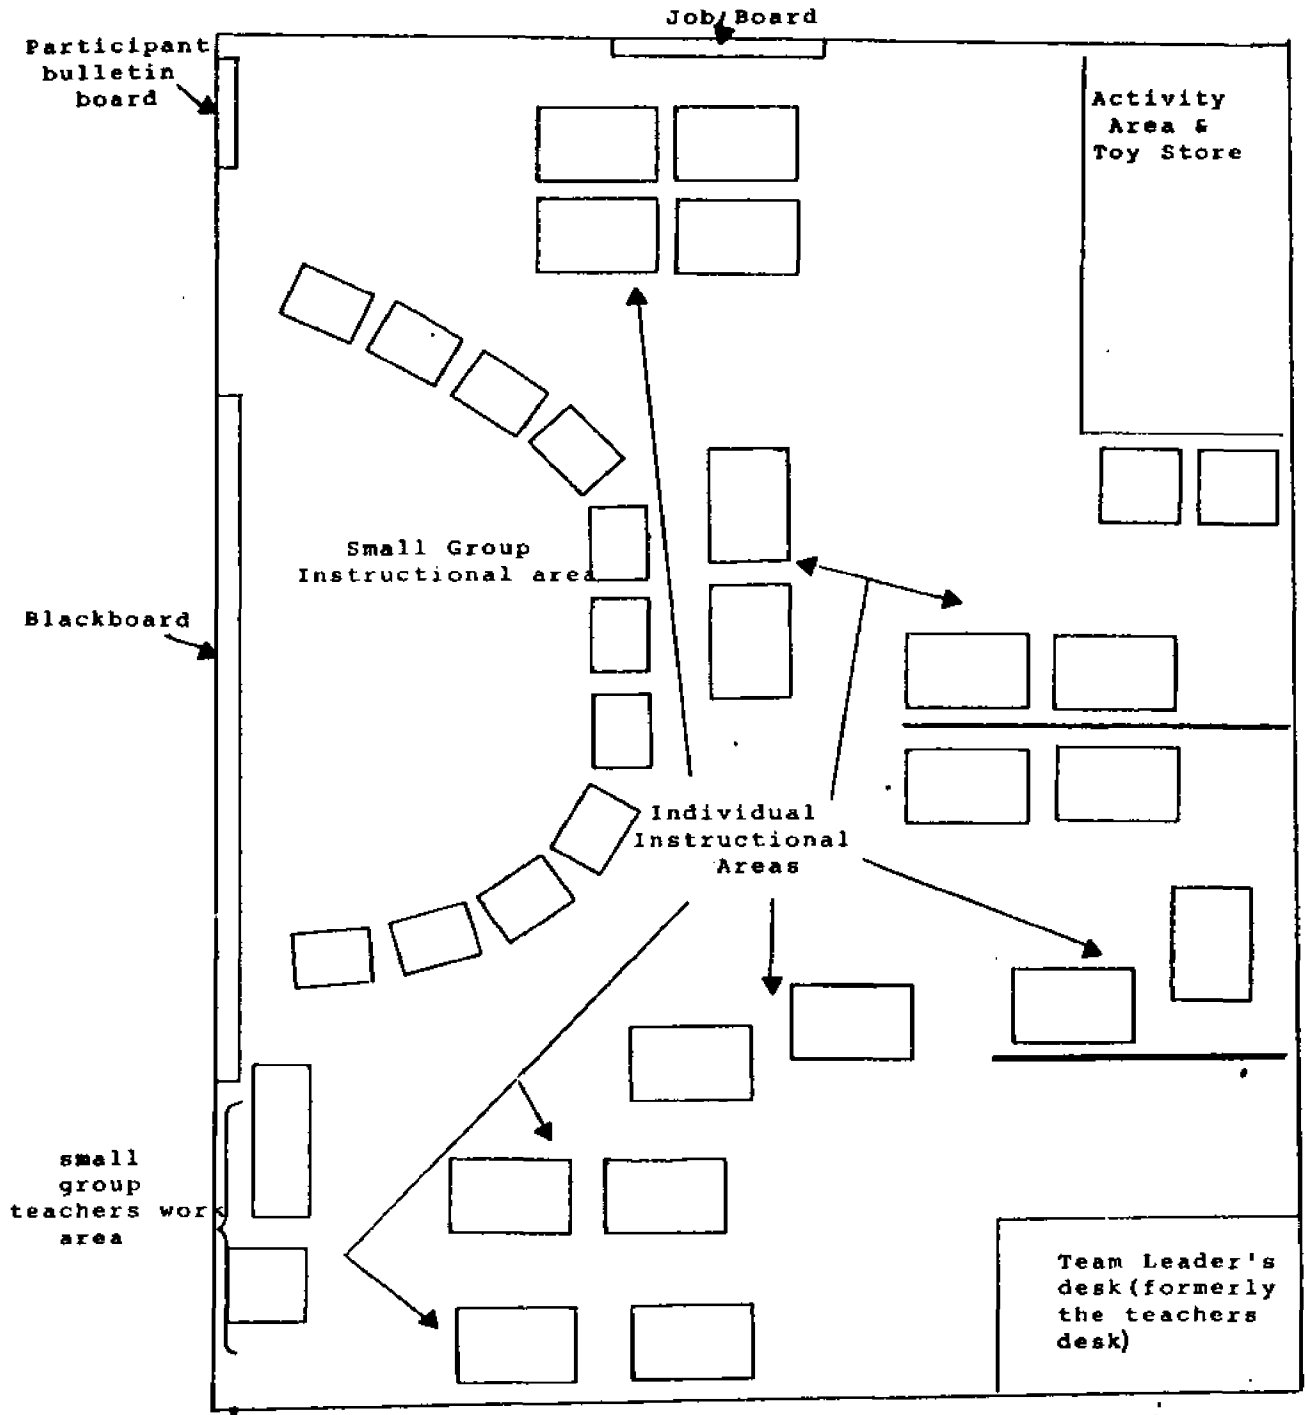 Job Board
Participant
bulletin
board
Activity
Area &
Toy Store
Small Group
Instructional area
Blackboard
Individual
Instructional
Areas
small
group
teachers work
area
Team Leader's
desk(formerly
the teachers
desk)